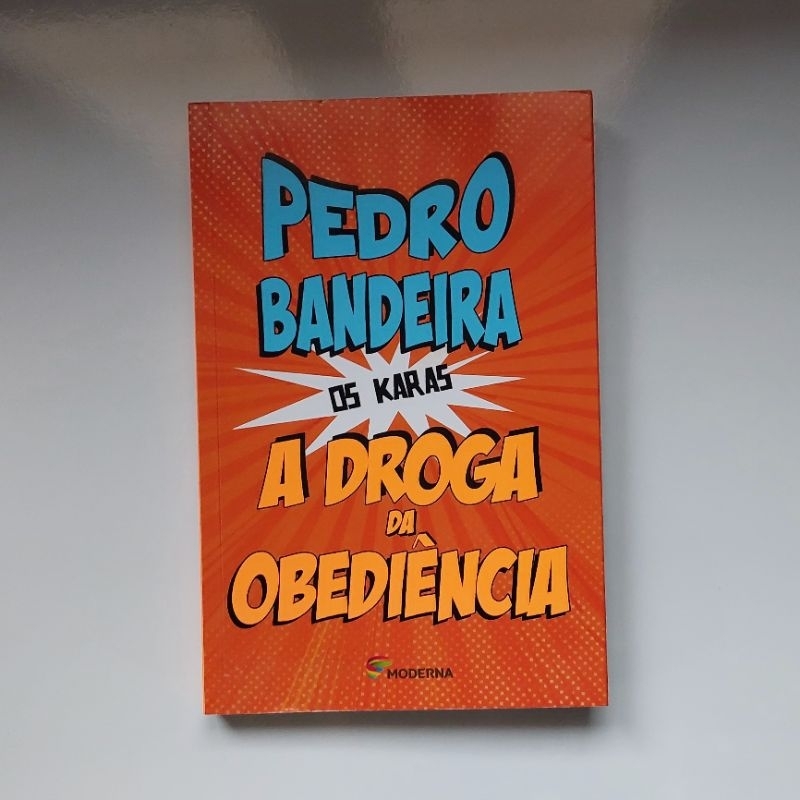 PEDRO
BANDEIRA
OS KARAS
A DROGA
DA
OBEDIÊNCIA
MODERNA